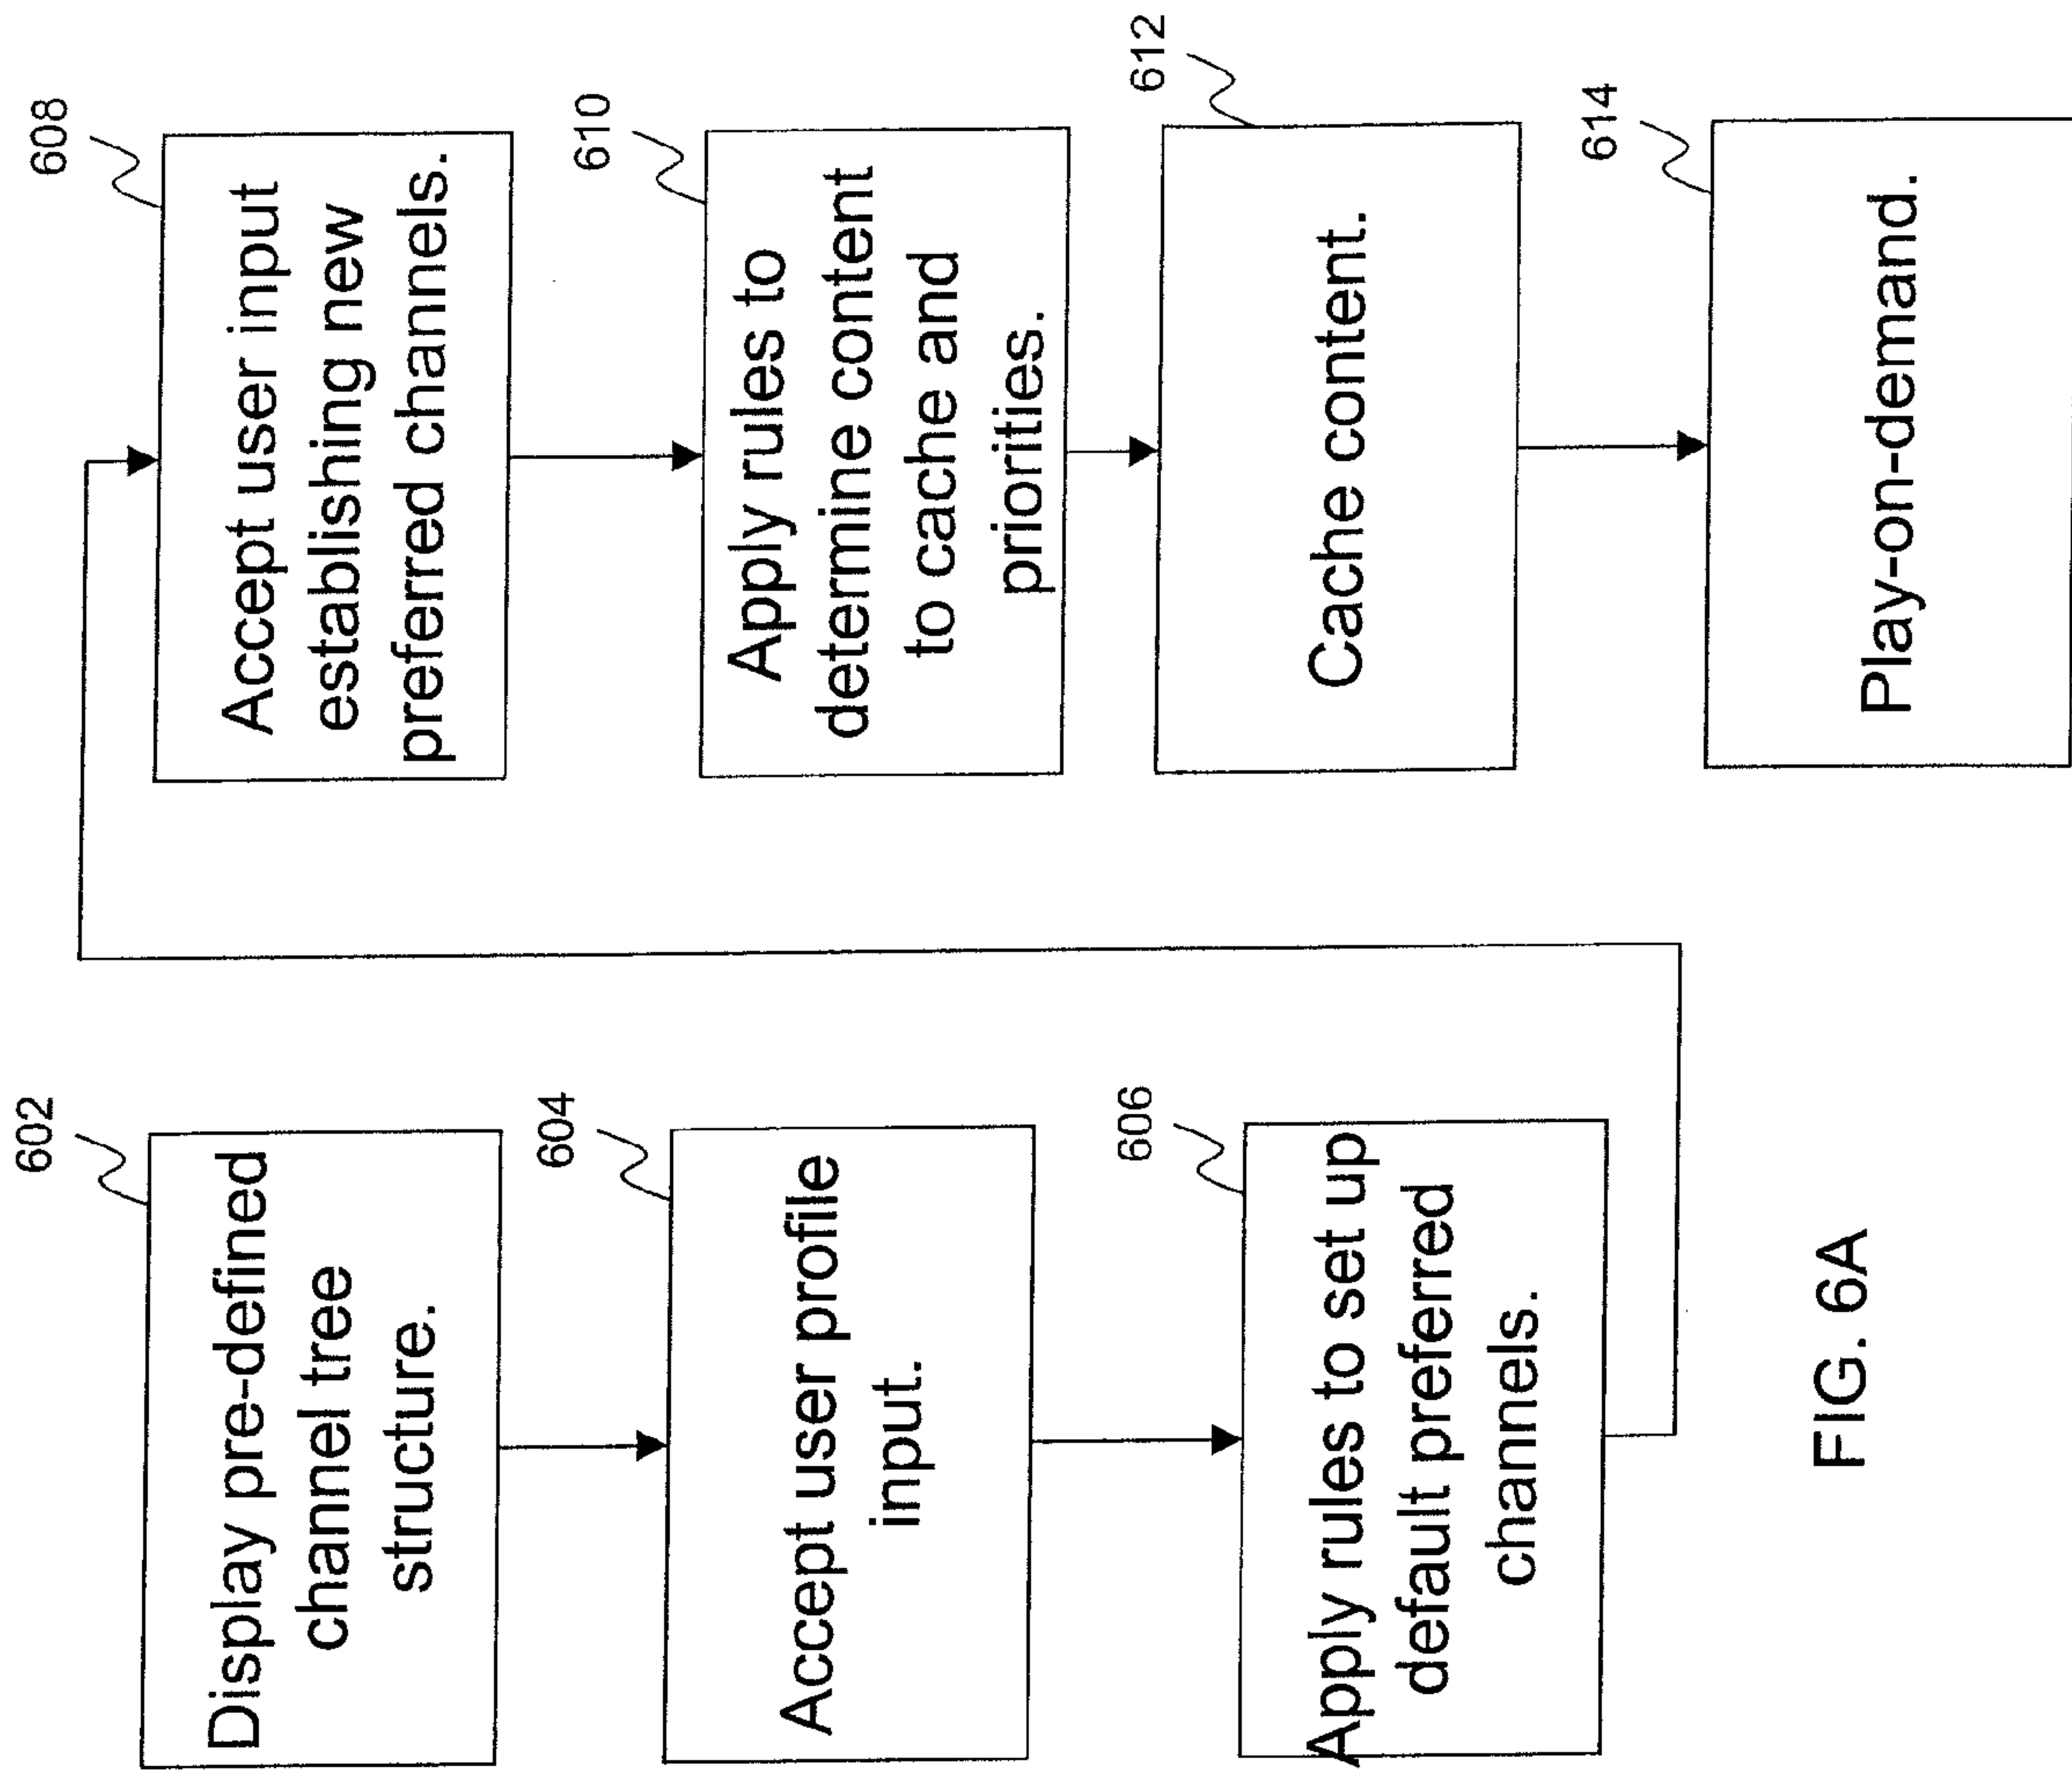 602
Display pre-defined
channel tree
structure.
604
Accept user profile
input.
606
Apply rules to set up
default preferred
channels.
608
Accept user input
establishing new
preferred channels.
610
Apply rules to
determine content
to cache and
priorities.
612
Cache content.
614
Play-on-demand.
FIG. 6A